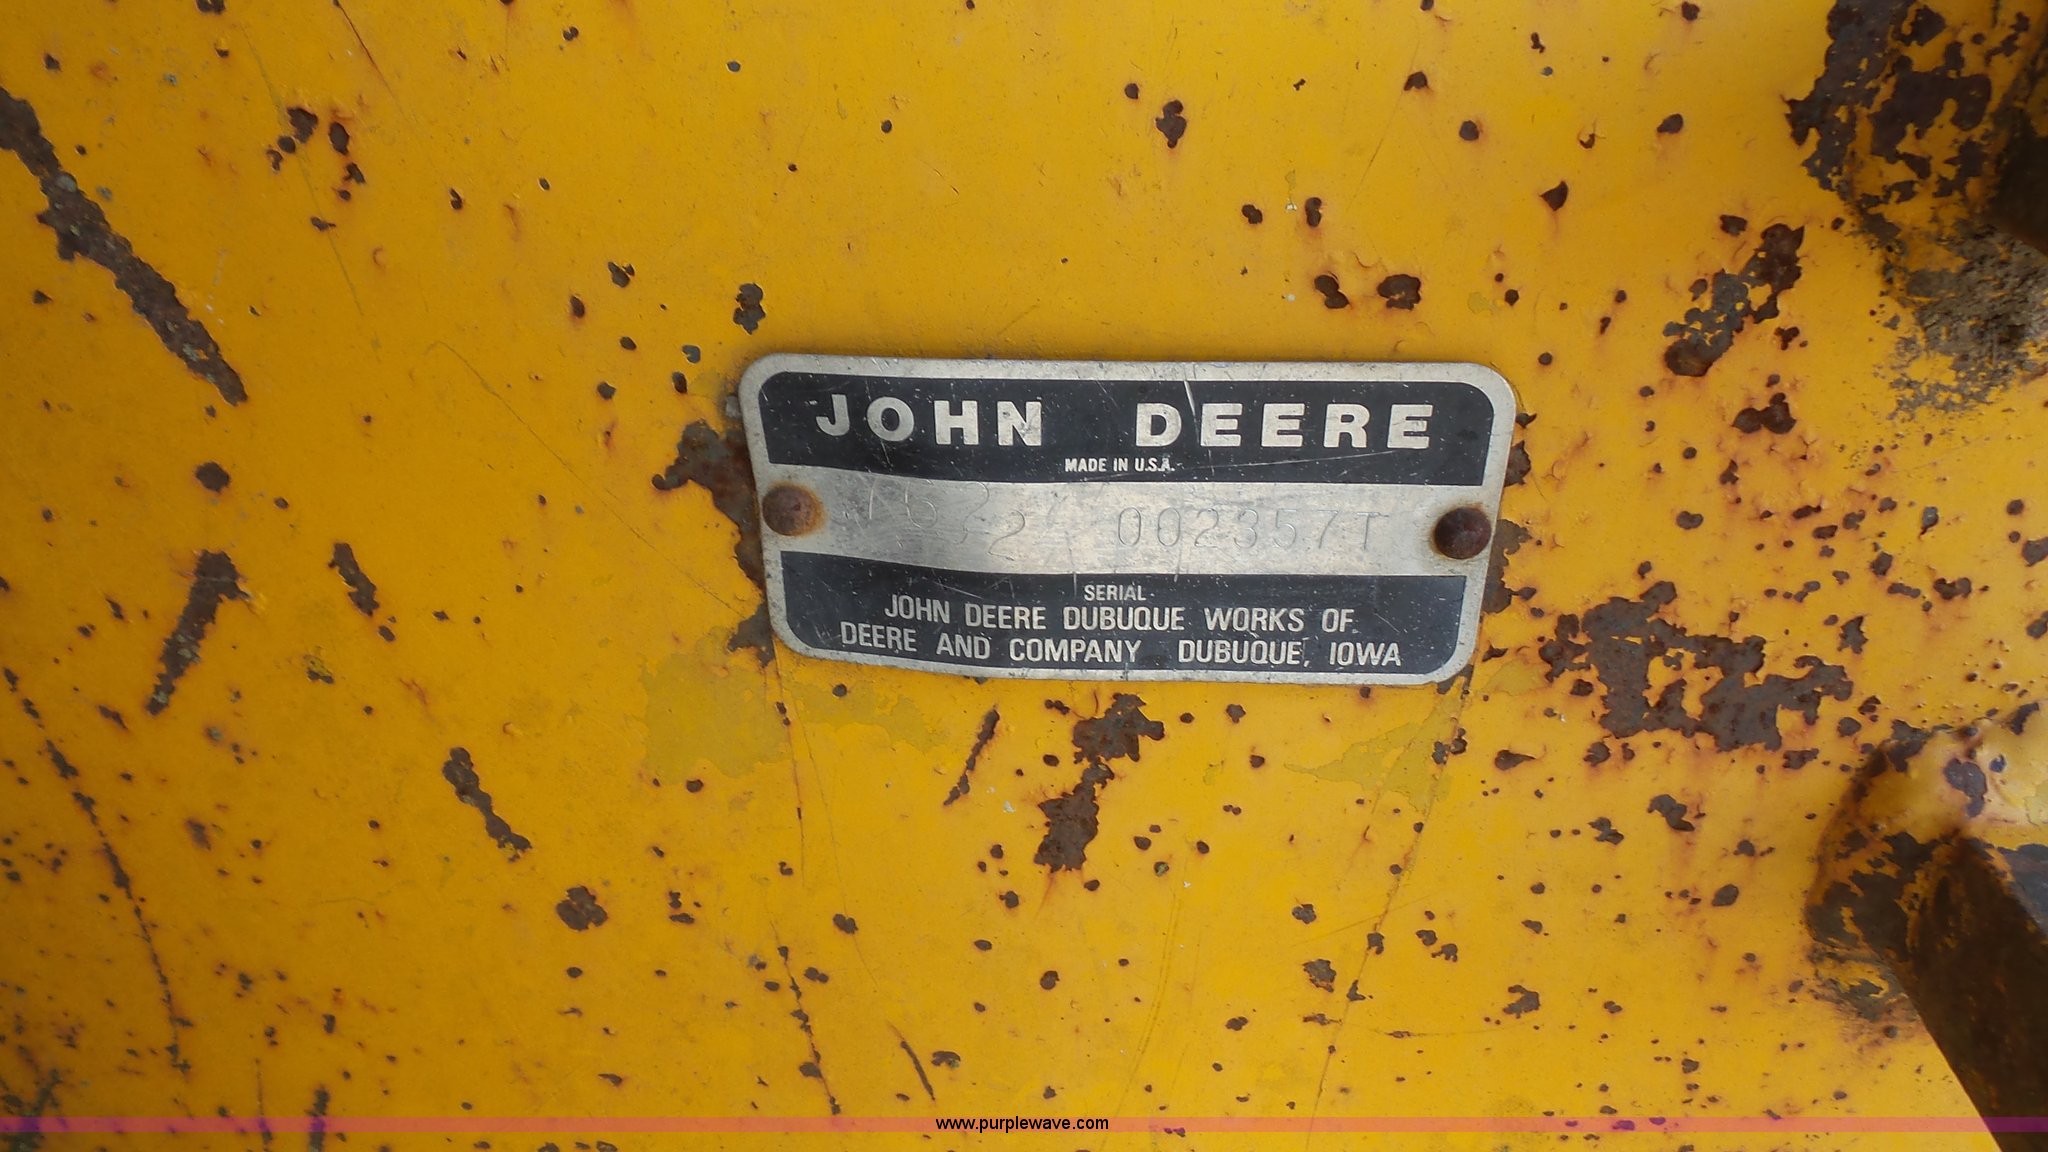 JOHN DEERE
MADE IN U.S.A.
002357T
SERIAL
JOHN DEERE DUBUQUE WORKS OF
DEERE AND COMPANY DUBUQUE, IOWA
www.purplewave.com